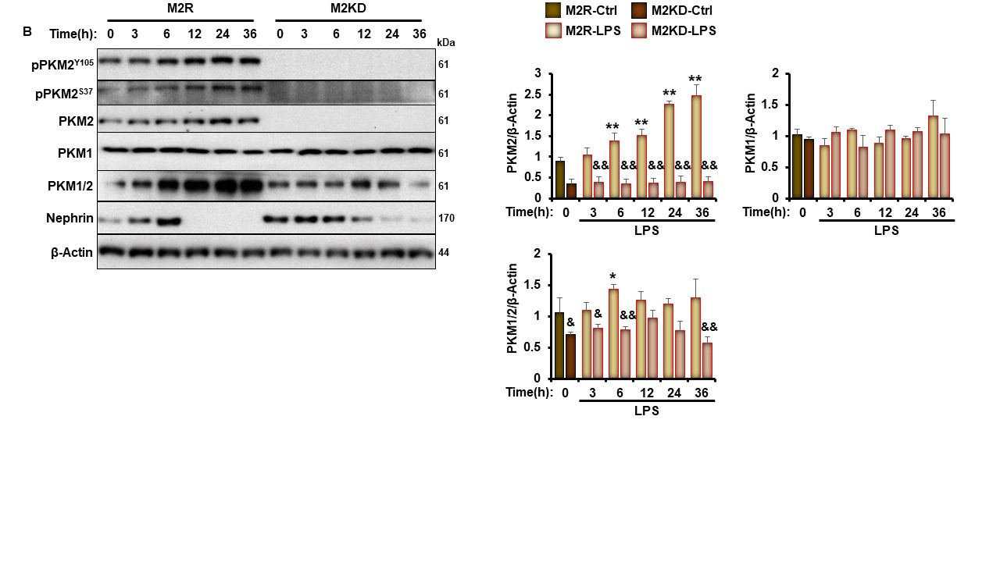 M2R M2KD
B Time(h): 0 3 6 12 24 36 0 3 6 12 24 36
kDa
pPKM2Y105 61
pPKM2S37 61
PKM2 61
PKM1 61
PKM1/2 61
Nephrin 170
β-Actin 44
M2R-Ctrl M2KD-Ctrl
M2R-LPS M2KD-LPS
PKM2/β-Actin
3
2.5
2
1.5
1
0.5
0
** ** ** **
&& && && && &&
Time(h): 0 3 6 12 24 36
LPS
PKM1/β-Actin
2
1.5
1
0.5
0
Time(h): 0 3 6 12 24 36
LPS
PKM1/2/β-Actin
2
1.5
1
0.5
0
*
& & && &&
Time(h): 0 3 6 12 24 36
LPS